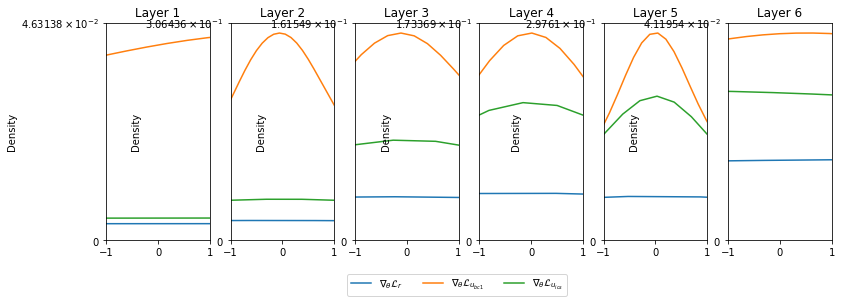 Layer 1 Layer 2 Layer 3 Layer 4 Layer 5 Layer 6
4.63138 × 10⁻² 3.06436 × 10⁻¹ 1.61549 × 10⁻¹ 1.73369 × 10⁻¹ 2.9761 × 10⁻¹ 4.11954 × 10⁻²
Density Density Density Density Density Density
0 0 0 0 0 0
−1 0 1 −1 0 1 −1 0 1 −1 0 1 −1 0 1 −1 0 1
∇θℒr ∇θℒu_bc1 ∇θℒu_ics